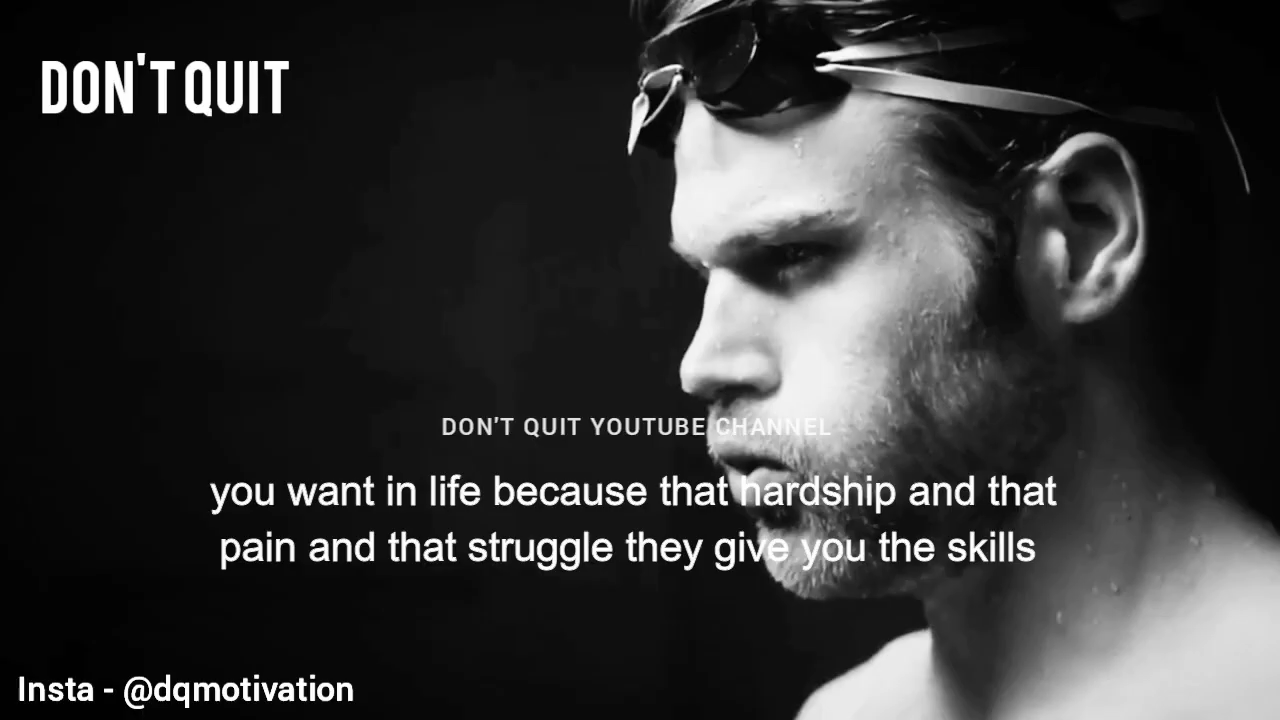 DON'T QUIT
DON'T QUIT YOUTUBE CHANNEL
you want in life because that hardship and that
pain and that struggle they give you the skills
Insta - @dqmotivation